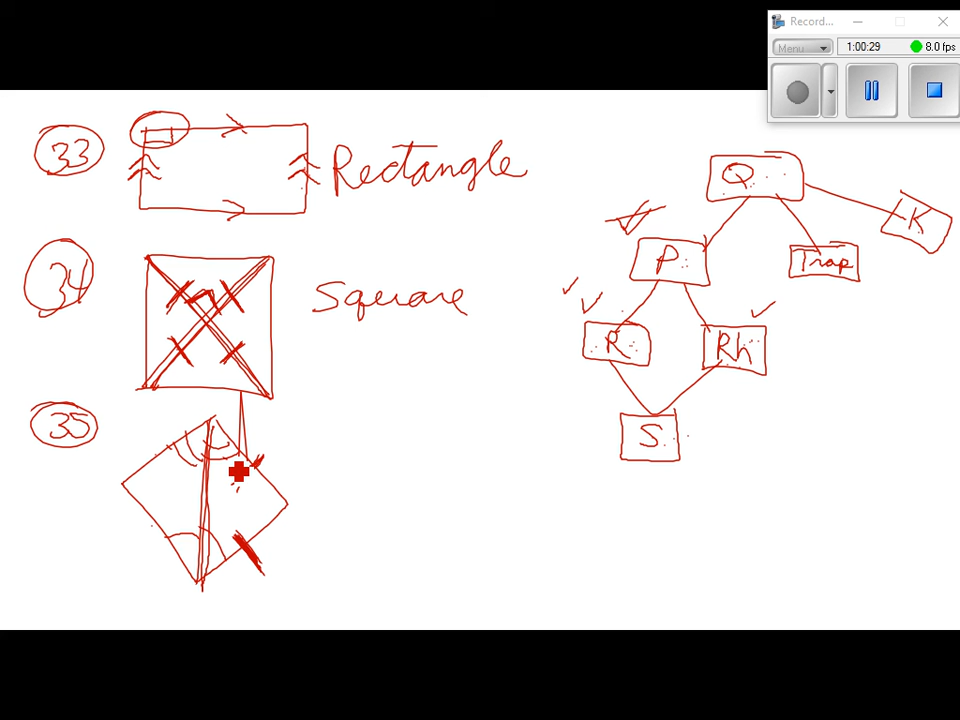 Record...
Menu
1:00:29
8.0 fps
33
Rectangle
34
Square
35
Q
K
P
Trap
R
Rh
S